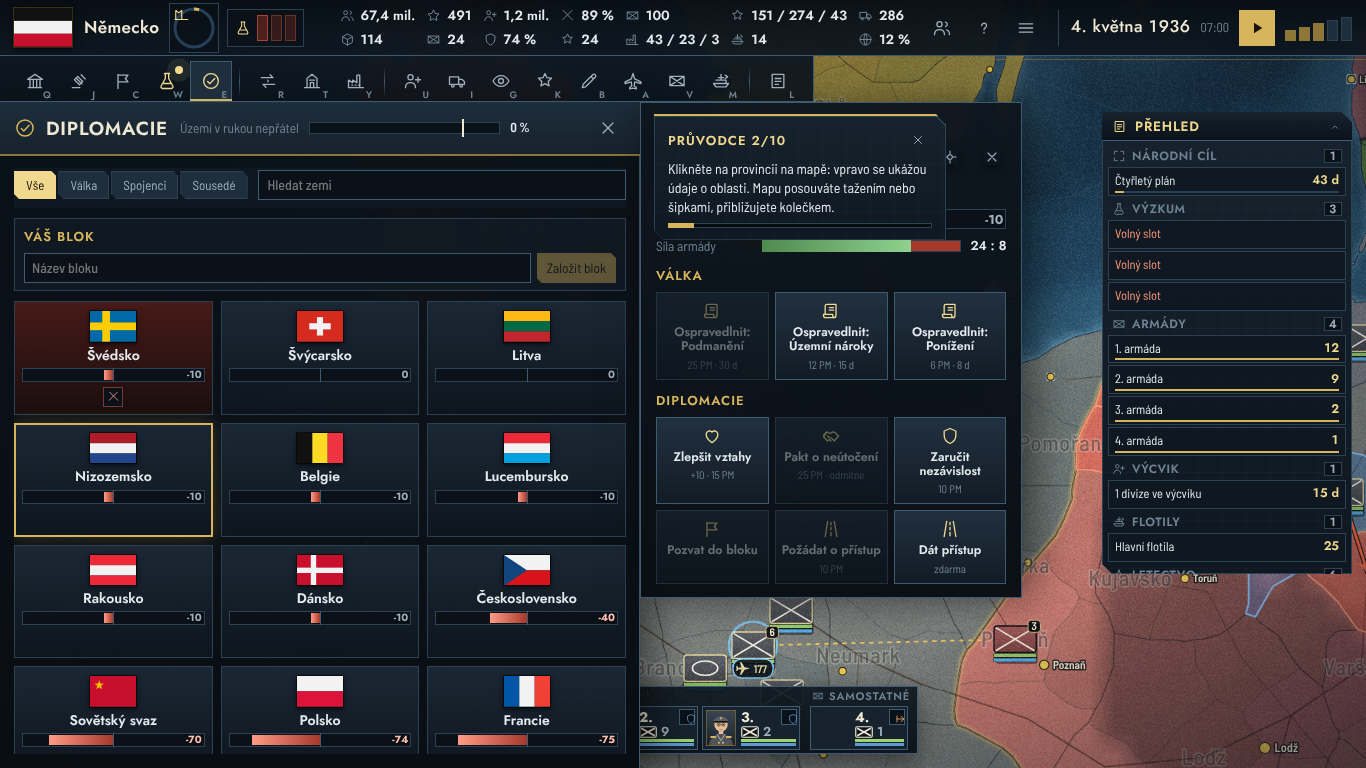 Německo
67,4 mil.
491
1,2 mil.
89 %
100
151 / 274 / 43
286
114
24
74 %
24
43 / 23 / 3
14
12 %
?
4. května 1936
07:00
Q
J
C
W
E
R
T
Y
U
I
G
K
B
A
V
M
L
DIPLOMACIE
Území v rukou nepřátel
0 %
Vše
Válka
Spojenci
Sousedé
Hledat zemi
VÁŠ BLOK
Název bloku
Založit blok
Švédsko
-10
Švýcarsko
0
Litva
0
Nizozemsko
-10
Belgie
-10
Lucembursko
-10
Rakousko
-10
Dánsko
-10
Československo
-40
Sovětský svaz
-70
Polsko
-74
Francie
-75
PRŮVODCE 2/10
Klikněte na provincii na mapě: vpravo se ukážou
údaje o oblasti. Mapu posouváte tažením nebo
šipkami, přibližujete kolečkem.
-10
Síla armády
24 : 8
VÁLKA
Ospravedlnit:
Podmanění
25 PM · 30 d
Ospravedlnit:
Územní nároky
12 PM · 15 d
Ospravedlnit:
Ponížení
6 PM · 8 d
DIPLOMACIE
Zlepšit vztahy
+10 · 15 PM
Pakt o neútočení
25 PM · odmítne
Zaručit
nezávislost
10 PM
Pozvat do bloku
Požádat o přístup
10 PM
Dát přístup
zdarma
PŘEHLED
NÁRODNÍ CÍL
1
Čtyřletý plán
43 d
VÝZKUM
3
Volný slot
Volný slot
Volný slot
ARMÁDY
4
1. armáda
12
2. armáda
9
3. armáda
2
4. armáda
1
VÝCVIK
1
1 divize ve výcviku
15 d
FLOTILY
1
Hlavní flotila
25
Kujavsko
Toruń
6
177
3
Neumark
Poznaň
Lodž
Lodž
SAMOSTATNÉ
2.
9
3.
2
4.
1